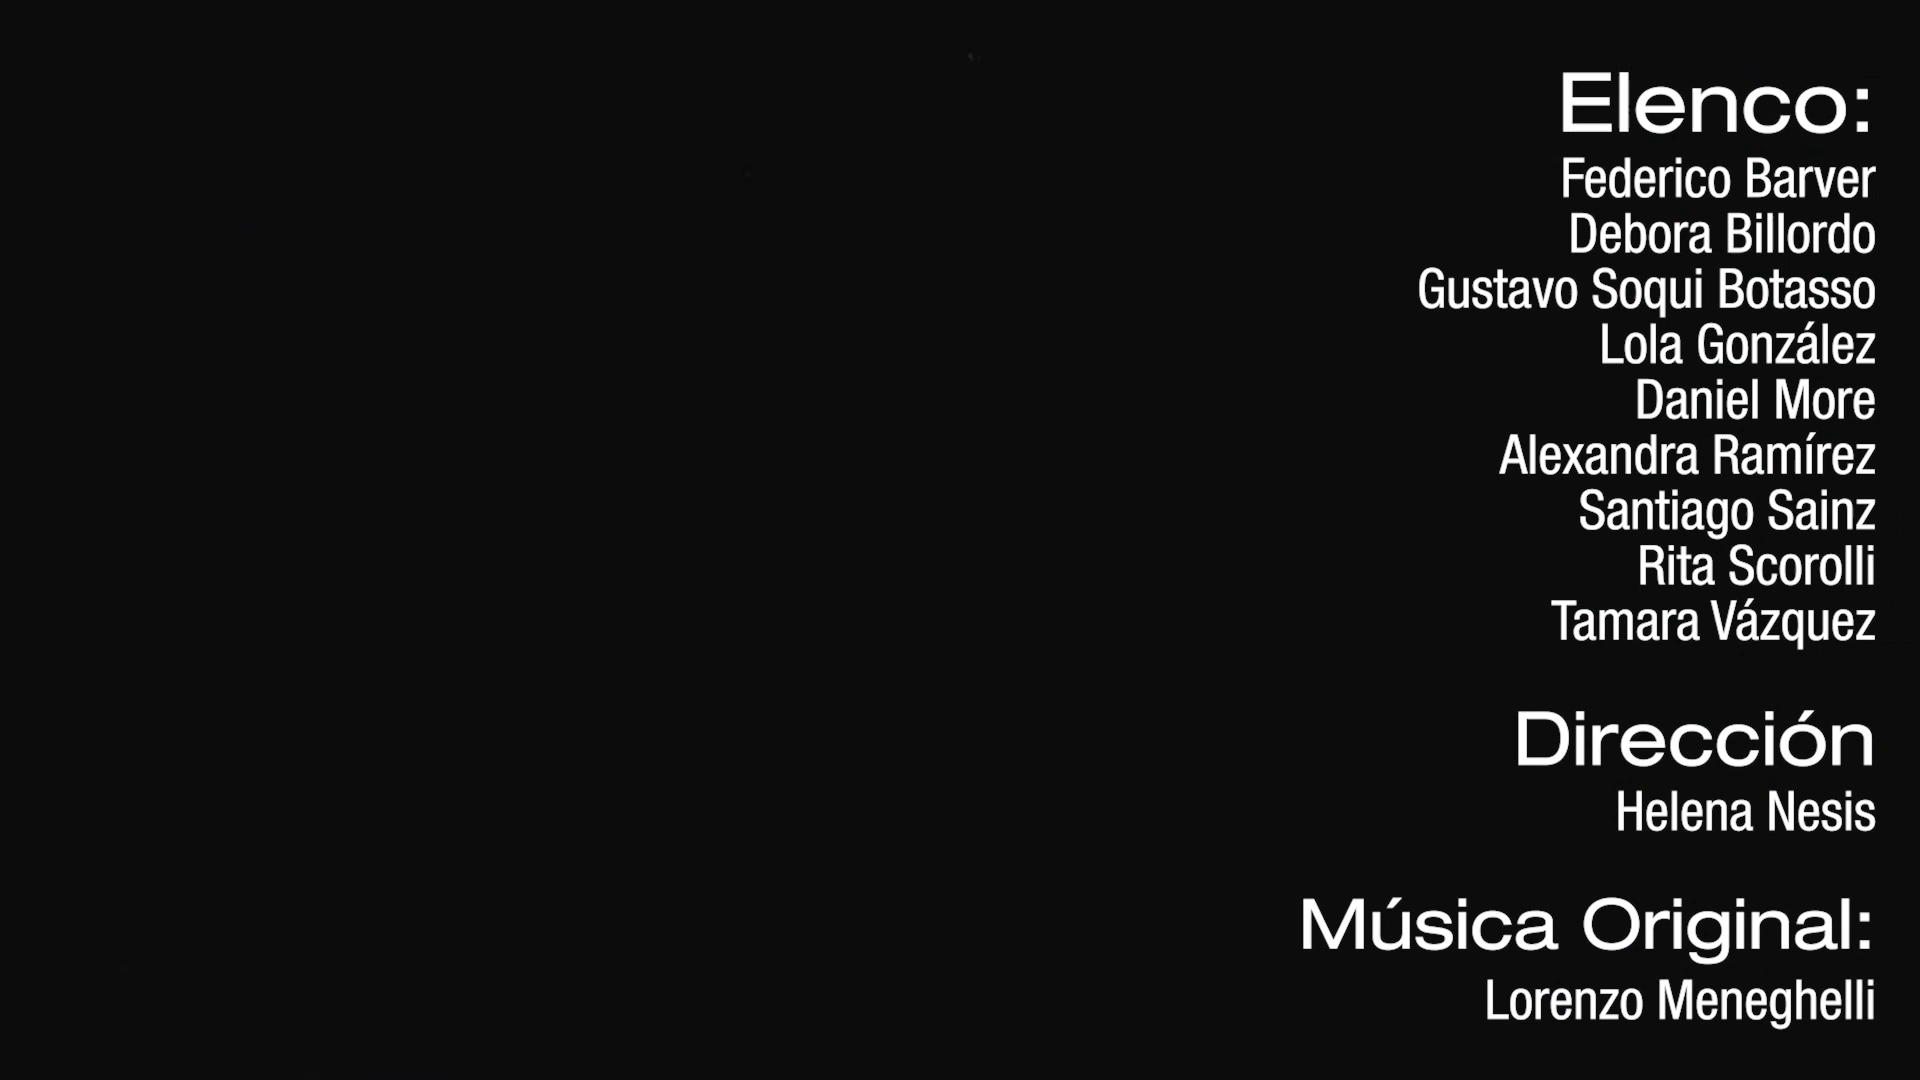 Elenco:
Federico Barver
Debora Billordo
Gustavo Soqui Botasso
Lola González
Daniel More
Alexandra Ramírez
Santiago Sainz
Rita Scorolli
Tamara Vázquez
Dirección
Helena Nesis
Música Original:
Lorenzo Meneghelli